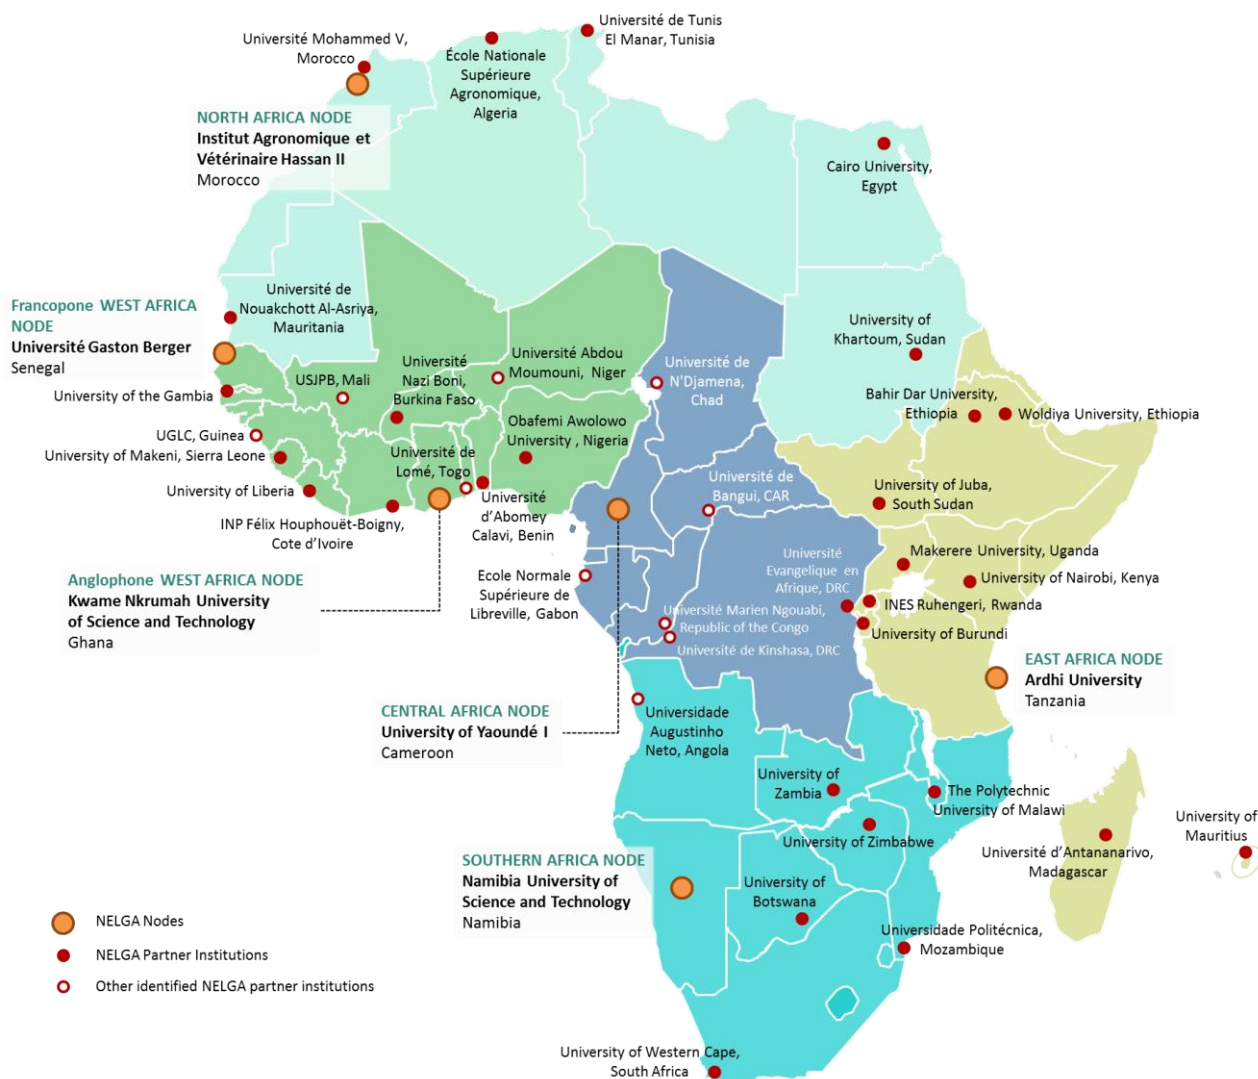 Université de Tunis
El Manar, Tunisia
Université Mohammed V,
Morocco
École Nationale
Supérieure
Agronomique,
Algeria
NORTH AFRICA NODE
Institut Agronomique et
Vétérinaire Hassan II
Morocco
Cairo University,
Egypt
Université de
Nouakchott Al-Asriya,
Mauritania
Francopone WEST AFRICA
NODE
Université Gaston Berger
Senegal
University of
Khartoum, Sudan
Université
Nazi Boni,
Burkina Faso
Université Abdou
Moumouni, Niger
Université de
N'Djamena,
Chad
USJPB, Mali
University of the Gambia
Bahir Dar University,
Ethiopia
Woldiya University, Ethiopia
Obafemi Awolowo
University , Nigeria
UGLC, Guinea
University of Makeni, Sierra Leone
Université de
Lomé, Togo
University of Liberia
Université
d'Abomey
Calavi, Benin
Université de
Bangui, CAR
University of Juba,
South Sudan
INP Félix Houphouët-Boigny,
Cote d'Ivoire
Makerere University, Uganda
University of Nairobi, Kenya
Université
Evangelique en
Afrique, DRC
Anglophone WEST AFRICA NODE
Kwame Nkrumah University
of Science and Technology
Ghana
Ecole Normale
Supérieure de
Libreville, Gabon
INES Ruhengeri, Rwanda
Université Marien Ngouabi,
Republic of the Congo
University of Burundi
Université de Kinshasa, DRC
EAST AFRICA NODE
Ardhi University
Tanzania
CENTRAL AFRICA NODE
University of Yaoundé I
Cameroon
Universidade
Augustinho
Neto, Angola
University of
Zambia
The Polytechnic
University of Malawi
University of
Mauritius
University of Zimbabwe
Université d'Antananarivo,
Madagascar
SOUTHERN AFRICA NODE
Namibia University of
Science and Technology
Namibia
University of
Botswana
Universidade Politécnica,
Mozambique
NELGA Nodes
NELGA Partner Institutions
Other identified NELGA partner institutions
University of Western Cape,
South Africa